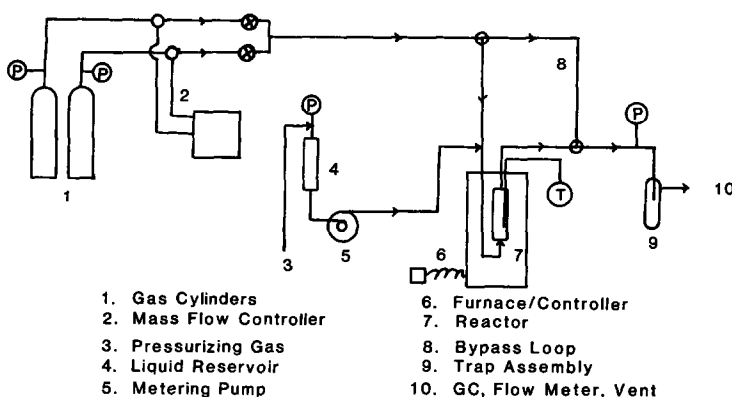 P
P
2
8
P
P
4
1
T
10
3
5
6
7
9
1. Gas Cylinders
2. Mass Flow Controller
3. Pressurizing Gas
4. Liquid Reservoir
5. Metering Pump
6. Furnace/Controller
7. Reactor
8. Bypass Loop
9. Trap Assembly
10. GC, Flow Meter, Vent